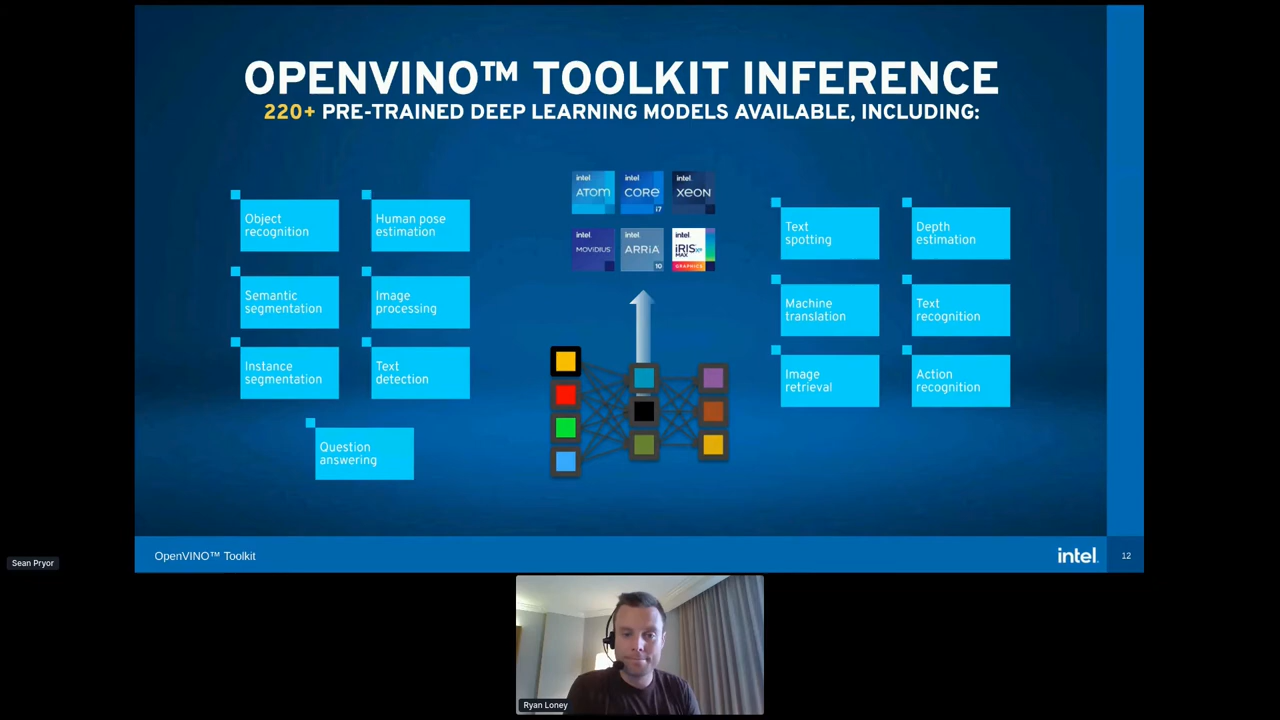 OPENVINO™ TOOLKIT INFERENCE
220+ PRE-TRAINED DEEP LEARNING MODELS AVAILABLE, INCLUDING:
Object
recognition
Human pose
estimation
Semantic
segmentation
Image
processing
Instance
segmentation
Text
detection
Question
answering
intel.
ATOM
intel.
CORE
i7
intel.
XEON
intel.
MOVIDIUS
intel.
ARRIA
10
intel.
IRIS Xe
MAX
GRAPHICS
Text
spotting
Depth
estimation
Machine
translation
Text
recognition
Image
retrieval
Action
recognition
OpenVINO™ Toolkit
intel.
12
Sean Pryor
Ryan Loney